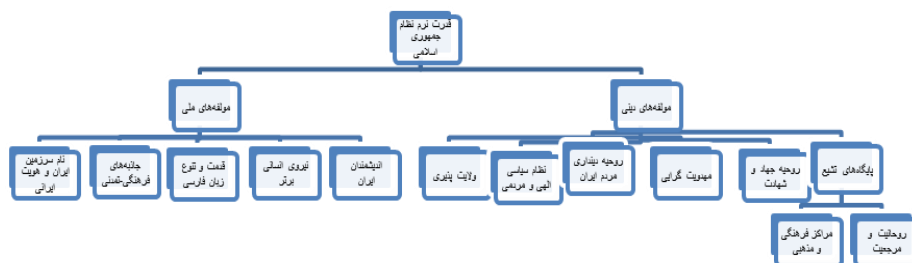 قدرت نرم نظام
جمهوری
اسلامی
مولفه‌های دینی
مولفه‌های ملی
پایگاه‌های تشیع
روحیه جهاد و
شهادت
مهدویت گرایی
روحیه دینداری
مردم ایران
نظام سیاسی
الهی و مردمی
ولایت پذیری
اندیشمندان
ایران
نیروی انسانی
برتر
قدمت و تنوع
زبان فارسی
جاذبه‌های
فرهنگی-تمدنی
نام سرزمین
ایران و هویت
ایرانی
روحانیت و
مرجعیت
مراکز فرهنگی
و مذهبی